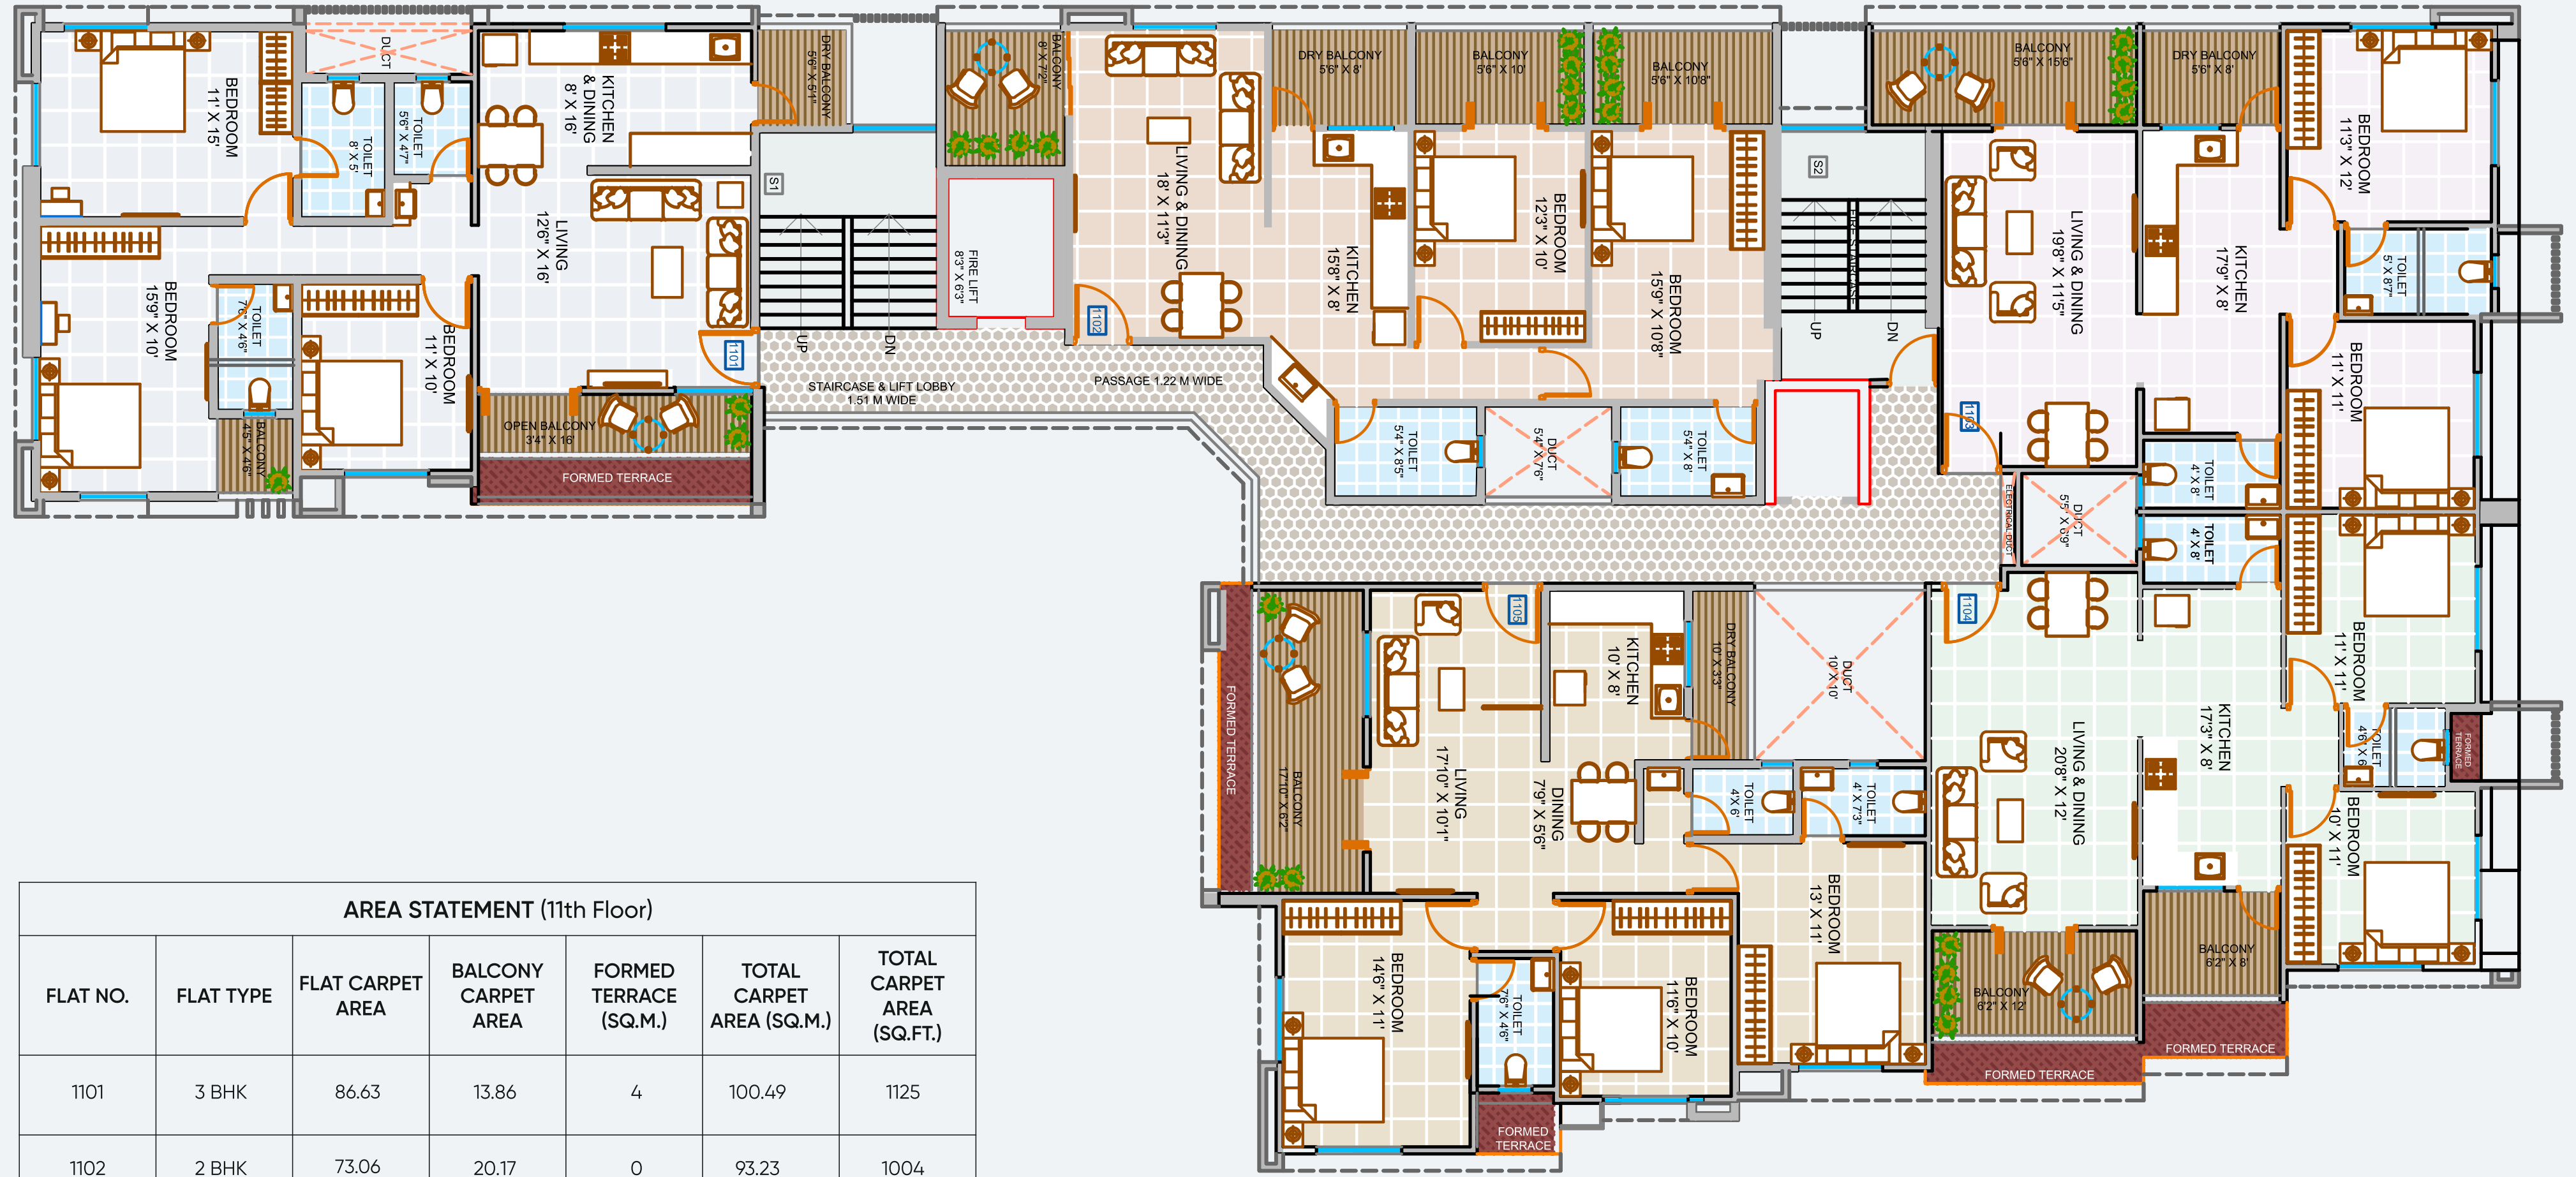 BEDROOM
11' X 15'
DUCT
TOILET
8' X 5'
TOILET
5'6" X 4'7"
KITCHEN
& DINING
8' X 16'
DRY BALCONY
5'6" X 5'1"
LIVING
12'6" X 16'
BEDROOM
15'9" X 10'
TOILET
7'6" X 4'6"
BALCONY
4'5" X 4'6"
BEDROOM
11' X 10'
1101
OPEN BALCONY
3'4" X 16'
FORMED TERRACE
S1
UP
DN
STAIRCASE & LIFT LOBBY
1.51 M WIDE
PASSAGE 1.22 M WIDE
FIRE LIFT
8'3" X 6'3"
BALCONY
8' X 7'2"
LIVING & DINING
18' X 11'3"
1102
DRY BALCONY
5'6" X 8'
KITCHEN
15'8" X 8'
BALCONY
5'6" X 10'
BEDROOM
12'3" X 10'
BALCONY
5'6" X 10'8"
BEDROOM
15'9" X 10'8"
TOILET
5'4" X 8'5"
DUCT
5'4" X 7'6"
TOILET
5'4" X 8'
S2
FIRE STAIRCASE
UP
DN
BALCONY
5'6" X 15'6"
DRY BALCONY
5'6" X 8'
LIVING & DINING
19'8" X 11'5"
KITCHEN
17'9" X 8'
BEDROOM
11'3" X 12'
TOILET
5' X 8'7"
BEDROOM
11' X 11'
1103
TOILET
4' X 8'
ELECTRICAL DUCT
DUCT
5'5" X 6'9"
TOILET
4' X 8'
1104
BEDROOM
11' X 11'
KITCHEN
17'3" X 8'
LIVING & DINING
20'8" X 12'
TOILET
FORMED
TERRACE
BEDROOM
10' X 11'
BALCONY
6'2" X 8'
BALCONY
6'2" X 12'
FORMED TERRACE
FORMED TERRACE
1105
FORMED TERRACE
BALCONY
17'10" X 6'2"
LIVING
17'10" X 10'1"
KITCHEN
10' X 8'
DRY BALCONY
10' X 3'3"
DUCT
10' X 10'
DINING
7'9" X 5'6"
TOILET
4' X 6'
TOILET
4' X 7'3"
BEDROOM
13' X 11'
BEDROOM
14'6" X 11'
TOILET
7'6" X 4'6"
BEDROOM
11'6" X 10'
FORMED
TERRACE
AREA STATEMENT (11th Floor)
FLAT NO. FLAT TYPE FLAT CARPET AREA BALCONY CARPET AREA FORMED TERRACE (SQ.M.) TOTAL CARPET AREA (SQ.M.) TOTAL CARPET AREA (SQ.FT.)
1101 3 BHK 86.63 13.86 4 100.49 1125
1102 2 BHK 73.06 20.17 0 93.23 1004